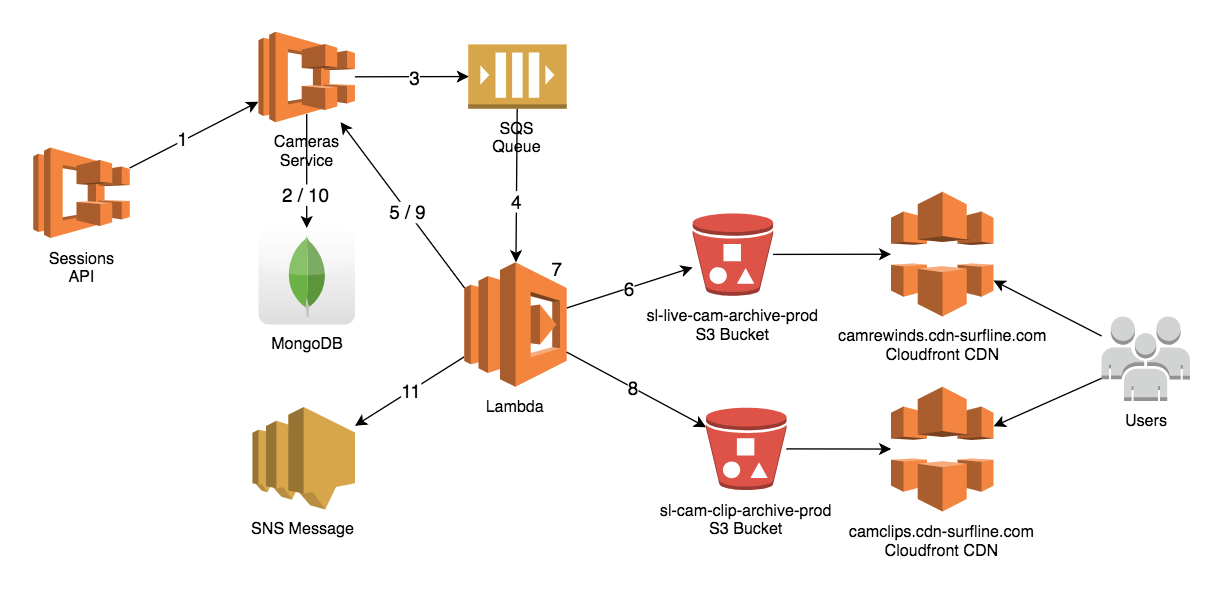 3
SQS
Queue
Cameras
Service
1
2 / 10
5 / 9
4
Sessions
API
7
6
sl-live-cam-archive-prod
S3 Bucket
camrewinds.cdn-surfline.com
Cloudfront CDN
MongoDB
11
8
Lambda
Users
sl-cam-clip-archive-prod
S3 Bucket
SNS Message
camclips.cdn-surfline.com
Cloudfront CDN